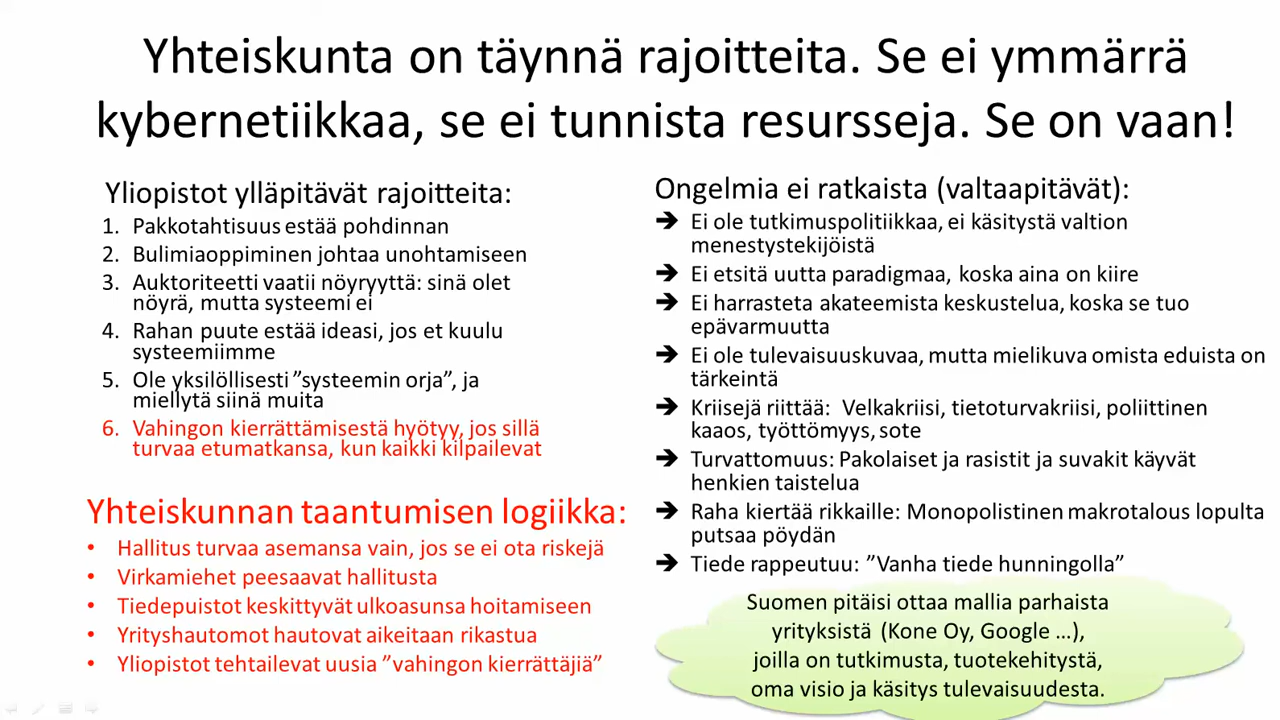 Yhteiskunta on täynnä rajoitteita. Se ei ymmärrä
kybernetiikkaa, se ei tunnista resursseja. Se on vaan!
Yliopistot ylläpitävät rajoitteita:
1. Pakkotahtisuus estää pohdinnan
2. Bulimiaoppiminen johtaa unohtamiseen
3. Auktoriteetti vaatii nöyryyttä: sinä olet
nöyrä, mutta systeemi ei
4. Rahan puute estää ideasi, jos et kuulu
systeemiimme
5. Ole yksilöllisesti ”systeemin orja”, ja
miellytä siinä muita
6. Vahingon kierrättämisestä hyötyy, jos sillä
turvaa etumatkansa, kun kaikki kilpailevat
Yhteiskunnan taantumisen logiikka:
• Hallitus turvaa asemansa vain, jos se ei ota riskejä
• Virkamiehet peesaavat hallitusta
• Tiedepuistot keskittyvät ulkoasunsa hoitamiseen
• Yrityshautomot hautovat aikeitaan rikastua
• Yliopistot tehtailevat uusia ”vahingon kierrättäjiä”
Ongelmia ei ratkaista (valtaapitävät):
➔ Ei ole tutkimuspolitiikkaa, ei käsitystä valtion
menestystekijöistä
➔ Ei etsitä uutta paradigmaa, koska aina on kiire
➔ Ei harrasteta akateemista keskustelua, koska se tuo
epävarmuutta
➔ Ei ole tulevaisuuskuvaa, mutta mielikuva omista eduista on
tärkeintä
➔ Kriisejä riittää: Velkakriisi, tietoturvakriisi, poliittinen
kaaos, työttömyys, sote
➔ Turvattomuus: Pakolaiset ja rasistit ja suvakit käyvät
henkien taistelua
➔ Raha kiertää rikkaille: Monopolistinen makrotalous lopulta
putsaa pöydän
➔ Tiede rappeutuu: ”Vanha tiede hunningolla”
Suomen pitäisi ottaa mallia parhaista
yrityksistä (Kone Oy, Google ...),
joilla on tutkimusta, tuotekehitystä,
oma visio ja käsitys tulevaisuudesta.